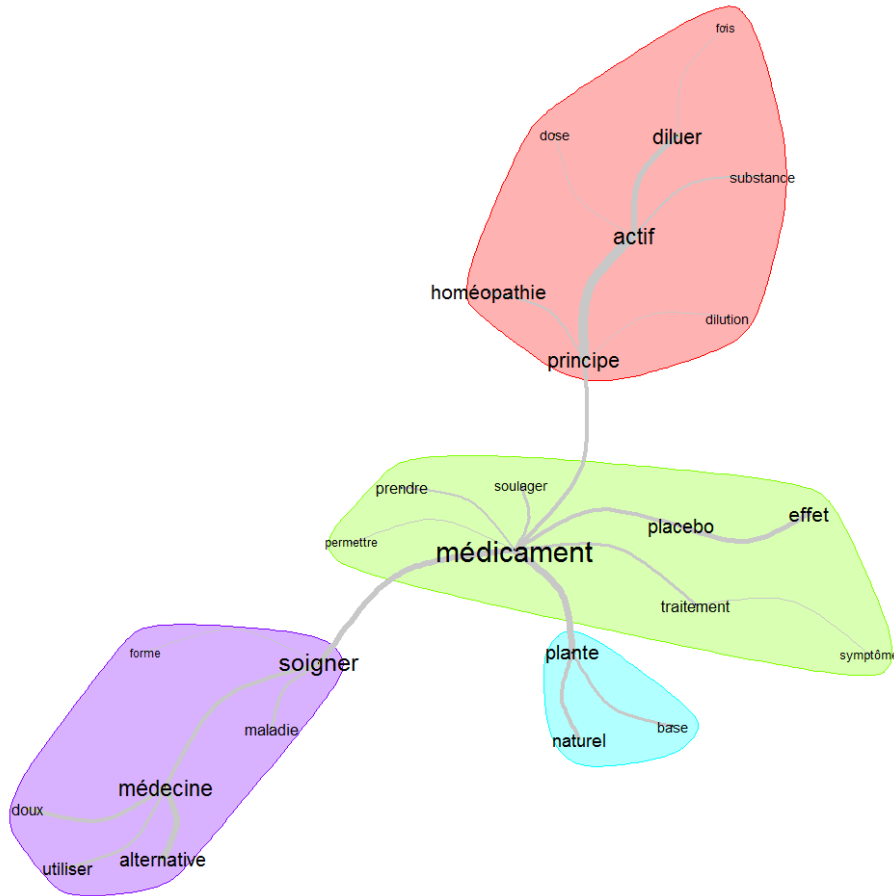 fois
dose
diluer
substance
actif
homéopathie
dilution
principe
prendre
soulager
placebo
effet
permettre
médicament
traitement
plante
symptôme
forme
soigner
maladie
naturel
base
médecine
doux
utiliser
alternative